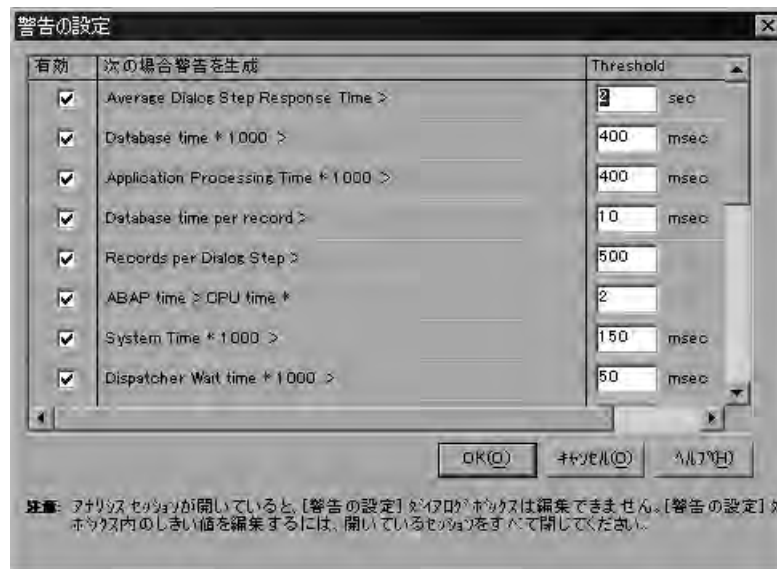 警告の設定
有効 次の場合警告を生成 Threshold
Average Dialog Step Response Time > 2 sec
Database time * 1000 > 400 msec
Application Processing Time * 1000 > 400 msec
Database time per record > 10 msec
Records per Dialog Step > 500
ABAP time > CPU time * 2
System Time * 1000 > 150 msec
Dispatcher Wait time * 1000 > 50 msec
OK(O) キャンセル(C) ヘルプ(H)
注意: アナリシス セッションが開いていると、[警告の設定] ダイアログ ボックスは編集できません。[警告の設定] ダ
ボックス内のしきい値を編集するには、開いているセッションをすべて閉じてください。